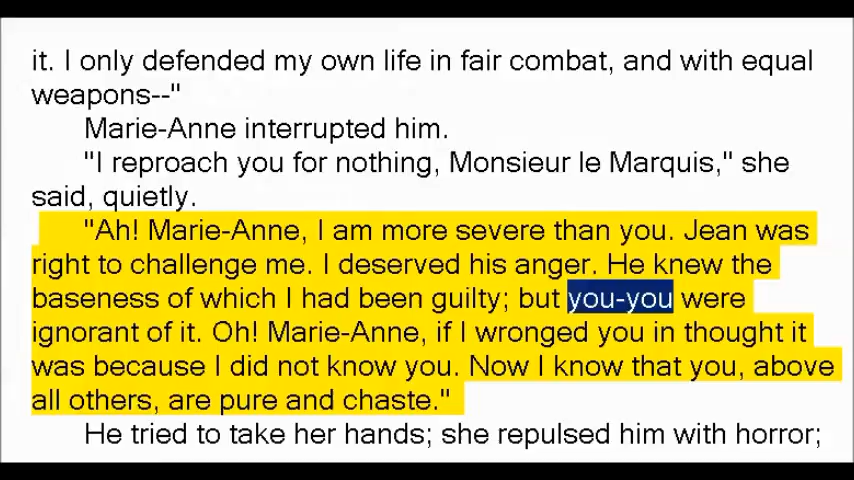 it. I only defended my own life in fair combat, and with equal
weapons--"
Marie-Anne interrupted him.
"I reproach you for nothing, Monsieur le Marquis," she
said, quietly.
"Ah! Marie-Anne, I am more severe than you. Jean was
right to challenge me. I deserved his anger. He knew the
baseness of which I had been guilty; but you-you were
ignorant of it. Oh! Marie-Anne, if I wronged you in thought it
was because I did not know you. Now I know that you, above
all others, are pure and chaste."
He tried to take her hands; she repulsed him with horror;